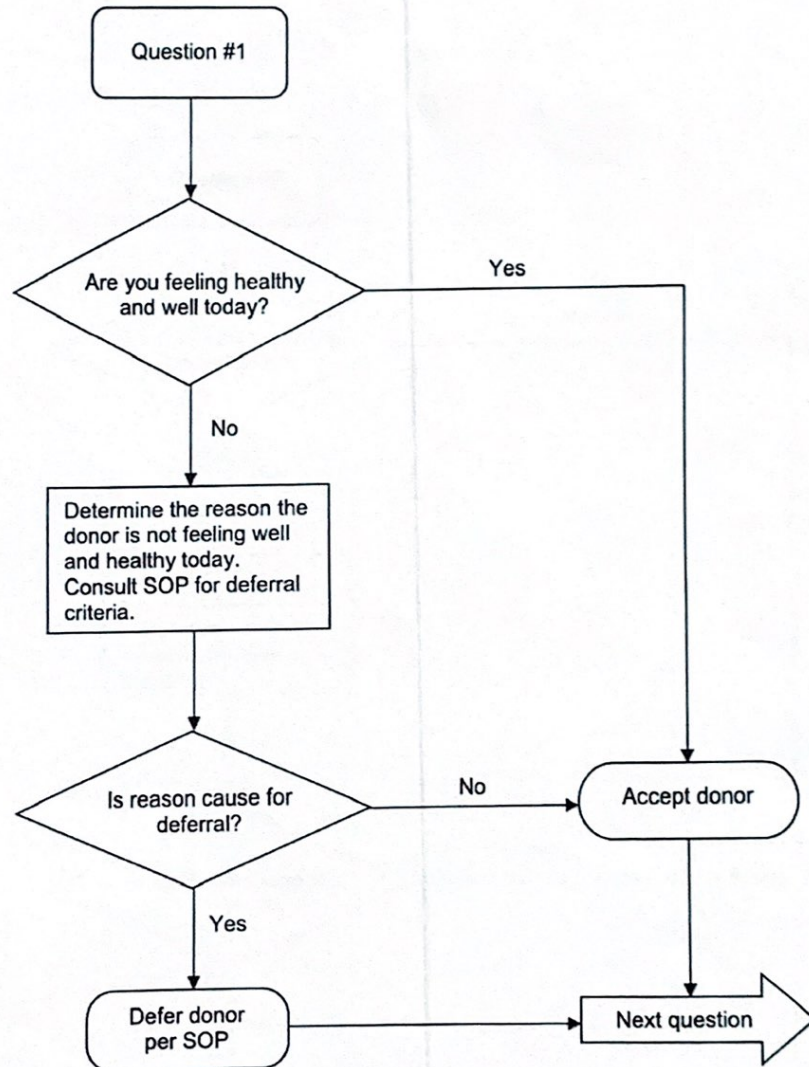 Question #1
Are you feeling healthy
and well today?
Yes
No
Determine the reason the
donor is not feeling well
and healthy today.
Consult SOP for deferral
criteria.
Is reason cause for
deferral?
No
Accept donor
Yes
Defer donor
per SOP
Next question